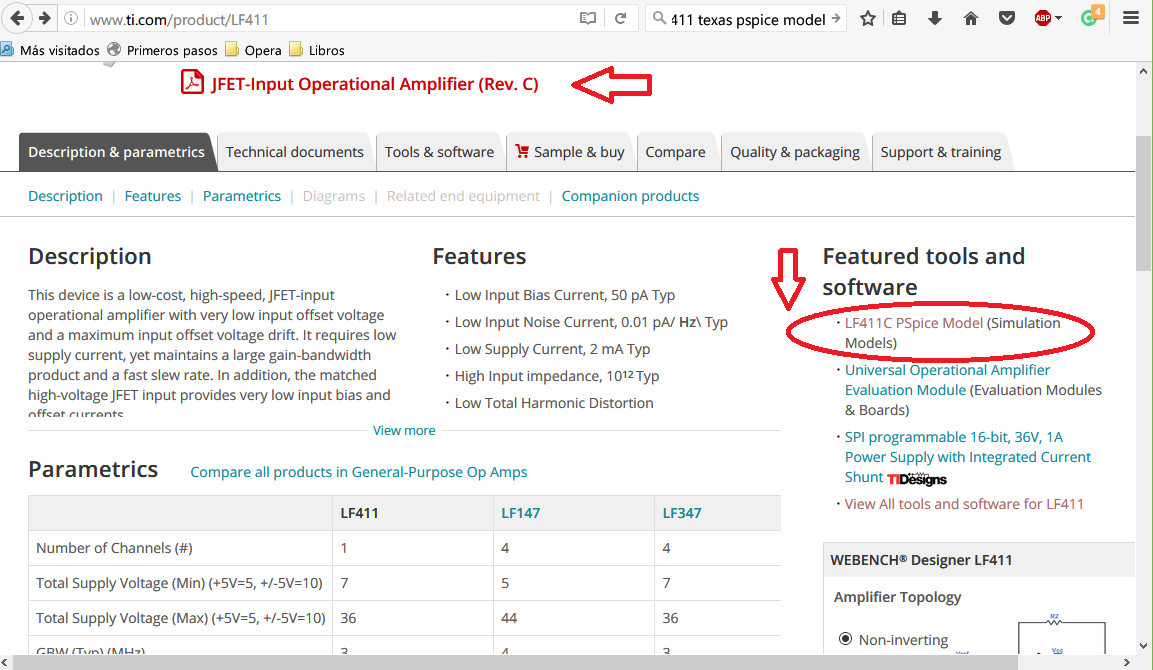 www.ti.com/product/LF411
411 texas pspice model
ABP
4
Más visitados
Primeros pasos
Opera
Libros
JFET-Input Operational Amplifier (Rev. C)
Description & parametrics
Technical documents
Tools & software
Sample & buy
Compare
Quality & packaging
Support & training
Description | Features | Parametrics | Diagrams | Related end equipment | Companion products
Description
This device is a low-cost, high-speed, JFET-input
operational amplifier with very low input offset voltage
and a maximum input offset voltage drift. It requires low
supply current, yet maintains a large gain-bandwidth
product and a fast slew rate. In addition, the matched
high-voltage JFET input provides very low input bias and
offset currents.
View more
Features
· Low Input Bias Current, 50 pA Typ
· Low Input Noise Current, 0.01 pA/ Hz\ Typ
· Low Supply Current, 2 mA Typ
· High Input impedance, 10¹² Typ
· Low Total Harmonic Distortion
Featured tools and
software
· LF411C PSpice Model (Simulation
Models)
· Universal Operational Amplifier
Evaluation Module (Evaluation Modules
& Boards)
· SPI programmable 16-bit, 36V, 1A
Power Supply with Integrated Current
Shunt TIDesigns
· View All tools and software for LF411
Parametrics
Compare all products in General-Purpose Op Amps
LF411 LF147 LF347
Number of Channels (#) 1 4 4
Total Supply Voltage (Min) (+5V=5, +/-5V=10) 7 5 7
Total Supply Voltage (Max) (+5V=5, +/-5V=10) 36 44 36
GBW (Typ) (MHz) 3 4 3
WEBENCH® Designer LF411
Amplifier Topology
Non-inverting
R2
Vcc
Vref